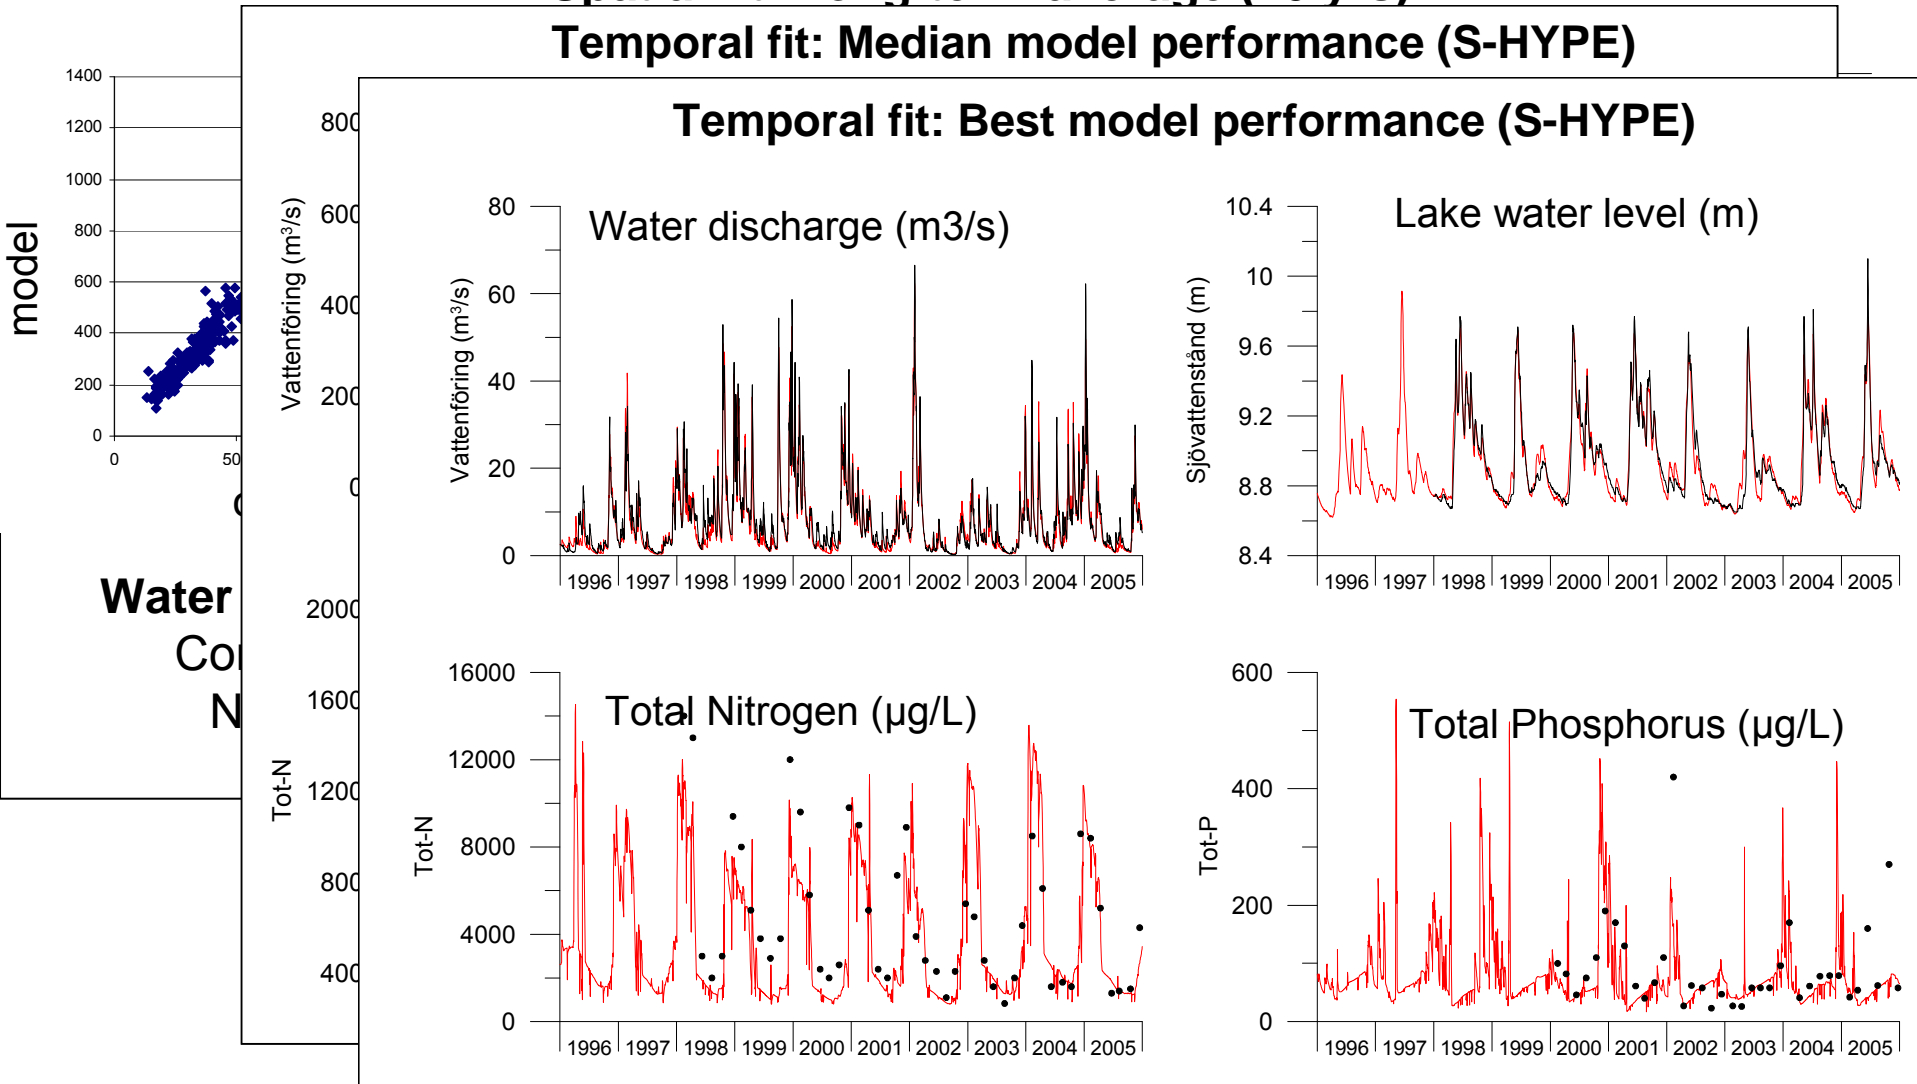 Temporal fit: Median model performance (S-HYPE)
Temporal fit: Best model performance (S-HYPE)
1400
1200
1000
800
600
400
200
0
0
50
model
Water
800
600
400
200
0
Vattenföring (m³/s)
2000
1600
1200
800
400
Tot-N
Water discharge (m3/s)
Vattenföring (m³/s)
80
60
40
20
0
1996 1997 1998 1999 2000 2001 2002 2003 2004 2005
Lake water level (m)
Sjövattenstånd (m)
10.4
10
9.6
9.2
8.8
8.4
1996 1997 1998 1999 2000 2001 2002 2003 2004 2005
Total Nitrogen (µg/L)
Tot-N
16000
12000
8000
4000
0
1996 1997 1998 1999 2000 2001 2002 2003 2004 2005
Total Phosphorus (µg/L)
Tot-P
600
400
200
0
1996 1997 1998 1999 2000 2001 2002 2003 2004 2005